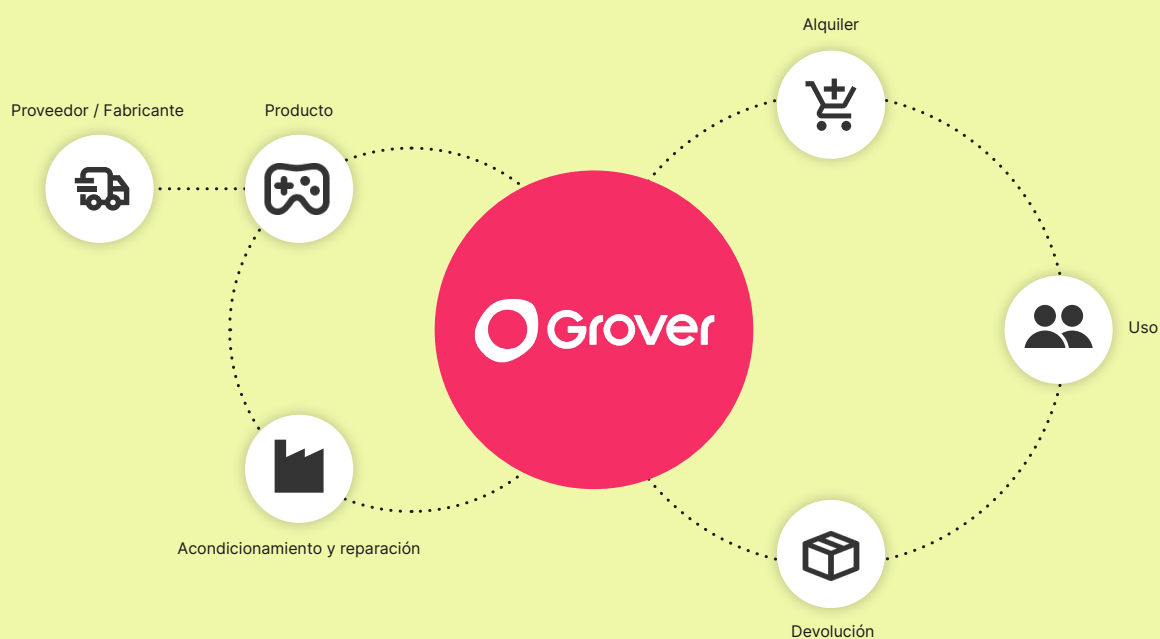 Alquiler
Proveedor / Fabricante
Producto
Grover
Uso
Acondicionamiento y reparación
Devolución